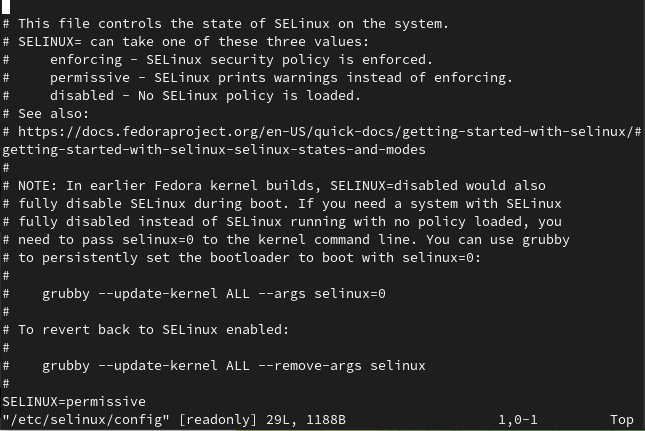 # This file controls the state of SELinux on the system.
# SELINUX= can take one of these three values:
#     enforcing - SELinux security policy is enforced.
#     permissive - SELinux prints warnings instead of enforcing.
#     disabled - No SELinux policy is loaded.
# See also:
# https://docs.fedoraproject.org/en-US/quick-docs/getting-started-with-selinux/#
getting-started-with-selinux-selinux-states-and-modes
#
# NOTE: In earlier Fedora kernel builds, SELINUX=disabled would also
# fully disable SELinux during boot. If you need a system with SELinux
# fully disabled instead of SELinux running with no policy loaded, you
# need to pass selinux=0 to the kernel command line. You can use grubby
# to persistently set the bootloader to boot with selinux=0:
#
#    grubby --update-kernel ALL --args selinux=0
#
# To revert back to SELinux enabled:
#
#    grubby --update-kernel ALL --remove-args selinux
#
SELINUX=permissive
"/etc/selinux/config" [readonly] 29L, 1188B                   1,0-1         Top